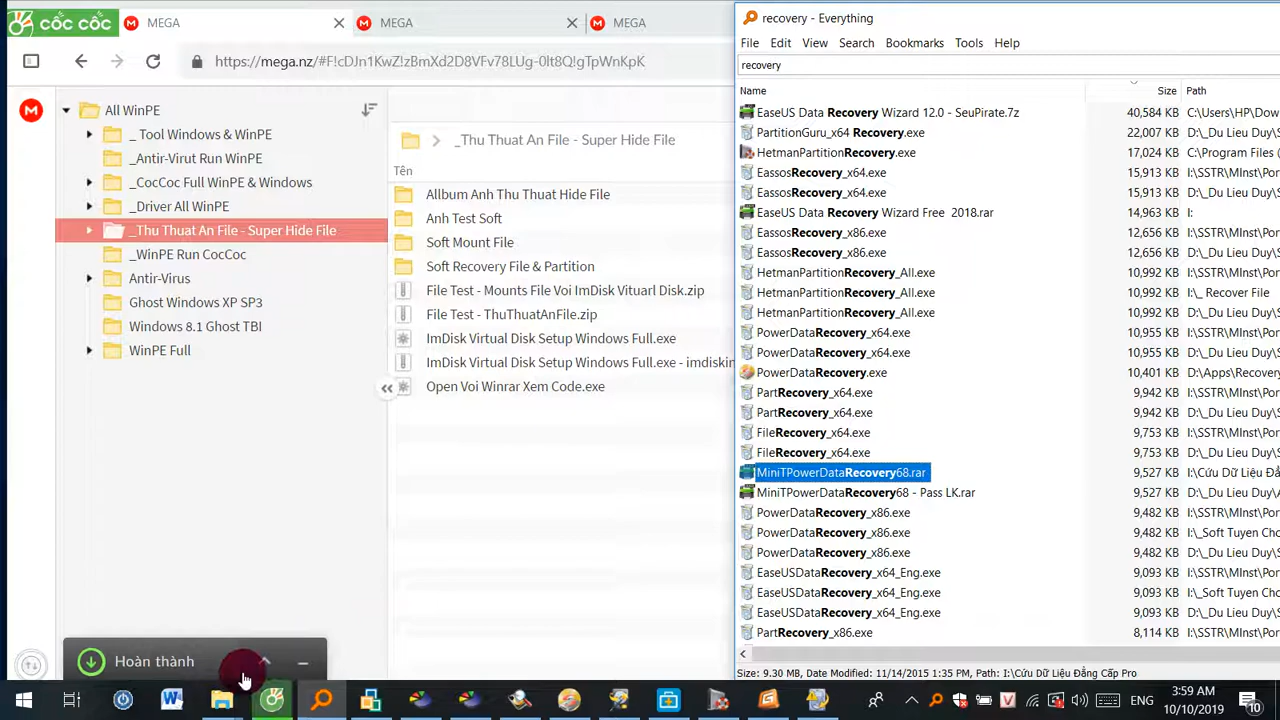 cốc cốc
MEGA
MEGA
MEGA
https://mega.nz/#F!cDJn1KwZ!zBmXd2D8VFv78LUg-0lt8Q!gTpWnKpK
All WinPE
_ Tool Windows & WinPE
_Antir-Virut Run WinPE
_CocCoc Full WinPE & Windows
_Driver All WinPE
_Thu Thuat An File - Super Hide File
_WinPE Run CocCoc
Antir-Virus
Ghost Windows XP SP3
Windows 8.1 Ghost TBI
WinPE Full
_Thu Thuat An File - Super Hide File
Tên
Allbum Anh Thu Thuat Hide File
Anh Test Soft
Soft Mount File
Soft Recovery File & Partition
File Test - Mounts File Voi ImDisk Vituarl Disk.zip
File Test - ThuThuatAnFile.zip
ImDisk Virtual Disk Setup Windows Full.exe
ImDisk Virtual Disk Setup Windows Full.exe - imdiskin
Open Voi Winrar Xem Code.exe
Hoàn thành
recovery - Everything
File Edit View Search Bookmarks Tools Help
recovery
Name Size Path
EaseUS Data Recovery Wizard 12.0 - SeuPirate.7z 40,584 KB C:\Users\HP\Dow
PartitionGuru_x64 Recovery.exe 22,007 KB D:\_Du Lieu Duy\S
HetmanPartitionRecovery.exe 17,024 KB C:\Program Files (
EassosRecovery_x64.exe 15,913 KB I:\SSTR\MInst\Por
EassosRecovery_x64.exe 15,913 KB D:\_Du Lieu Duy\S
EaseUS Data Recovery Wizard Free 2018.rar 14,963 KB I:
EassosRecovery_x86.exe 12,656 KB I:\SSTR\MInst\Por
EassosRecovery_x86.exe 12,656 KB D:\_Du Lieu Duy\S
HetmanPartitionRecovery_All.exe 10,992 KB I:\SSTR\MInst\Por
HetmanPartitionRecovery_All.exe 10,992 KB I:\_ Recover File
HetmanPartitionRecovery_All.exe 10,992 KB D:\_Du Lieu Duy\S
PowerDataRecovery_x64.exe 10,955 KB I:\SSTR\MInst\Por
PowerDataRecovery_x64.exe 10,955 KB D:\_Du Lieu Duy\S
PowerDataRecovery.exe 10,401 KB D:\Apps\Recovery
PartRecovery_x64.exe 9,942 KB I:\SSTR\MInst\Por
PartRecovery_x64.exe 9,942 KB D:\_Du Lieu Duy\S
FileRecovery_x64.exe 9,753 KB I:\SSTR\MInst\Por
FileRecovery_x64.exe 9,753 KB D:\_Du Lieu Duy\S
MiniTPowerDataRecovery68.rar 9,527 KB I:\Cứu Dữ Liệu Đẳ
MiniTPowerDataRecovery68 - Pass LK.rar 9,527 KB D:\_Du Lieu Duy\S
PowerDataRecovery_x86.exe 9,482 KB I:\SSTR\MInst\Por
PowerDataRecovery_x86.exe 9,482 KB I:\_Soft Tuyen Cho
PowerDataRecovery_x86.exe 9,482 KB D:\_Du Lieu Duy\S
EaseUSDataRecovery_x64_Eng.exe 9,093 KB I:\SSTR\MInst\Por
EaseUSDataRecovery_x64_Eng.exe 9,093 KB I:\_Soft Tuyen Cho
EaseUSDataRecovery_x64_Eng.exe 9,093 KB D:\_Du Lieu Duy\S
PartRecovery_x86.exe 8,114 KB I:\SSTR\MInst\Por
Size: 9.30 MB, Date Modified: 11/14/2015 1:35 PM, Path: I:\Cứu Dữ Liệu Đẳng Cấp Pro
ENG
3:59 AM
10/10/2019
10